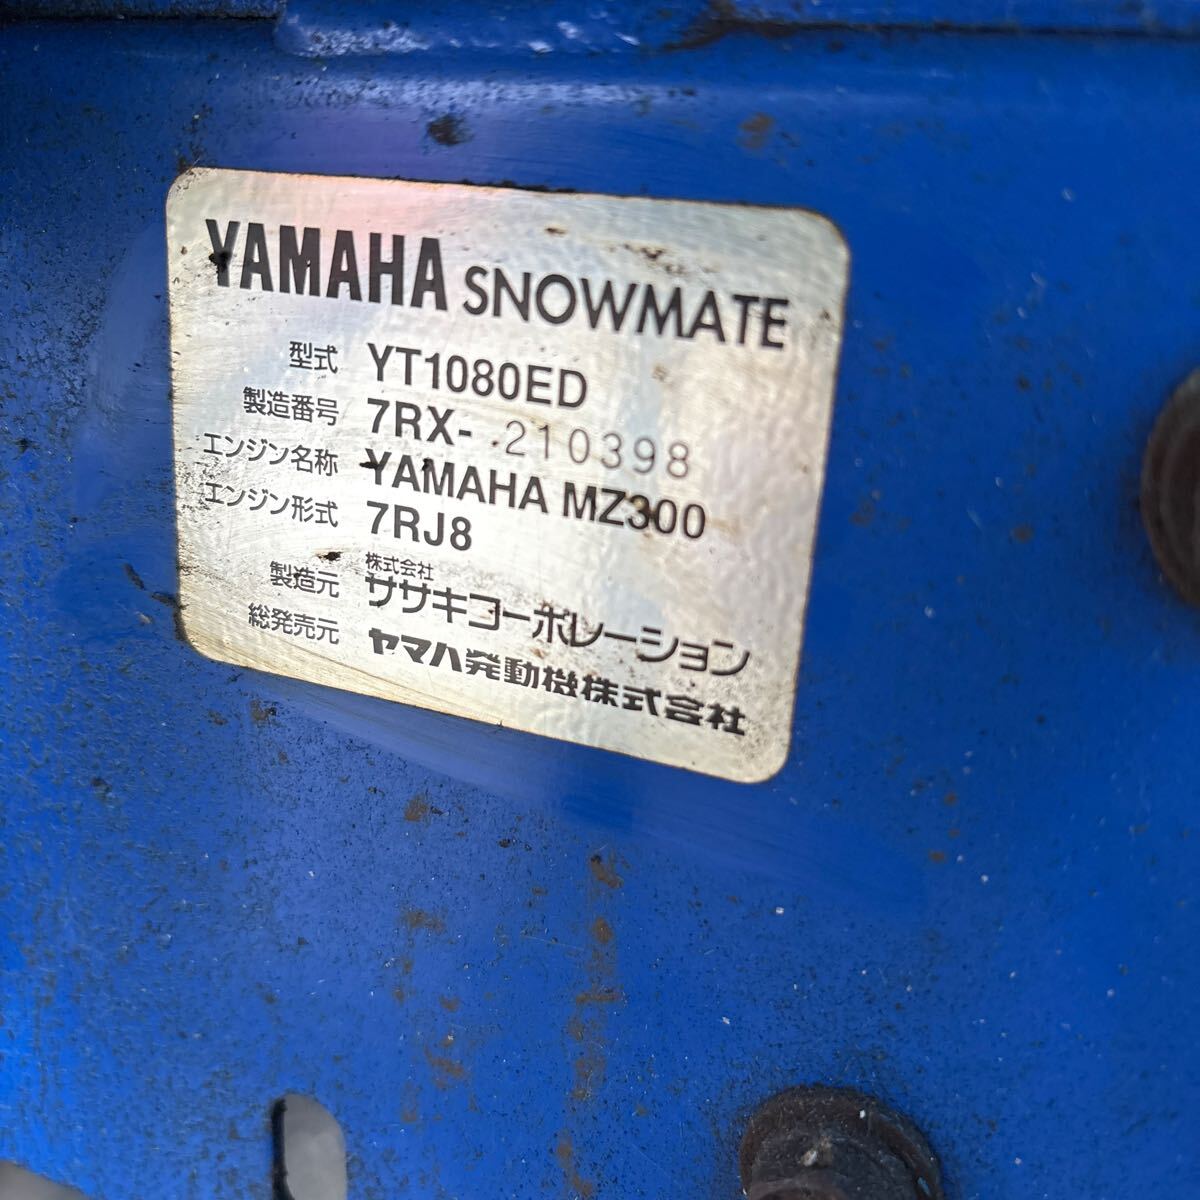 YAMAHA SNOWMATE
型式 YT1080ED
製造番号 7RX-210398
エンジン名称 YAMAHA MZ300
エンジン形式 7RJ8
製造元 株式会社 ササキコーポレーション
総発売元 ヤマハ発動機株式会社